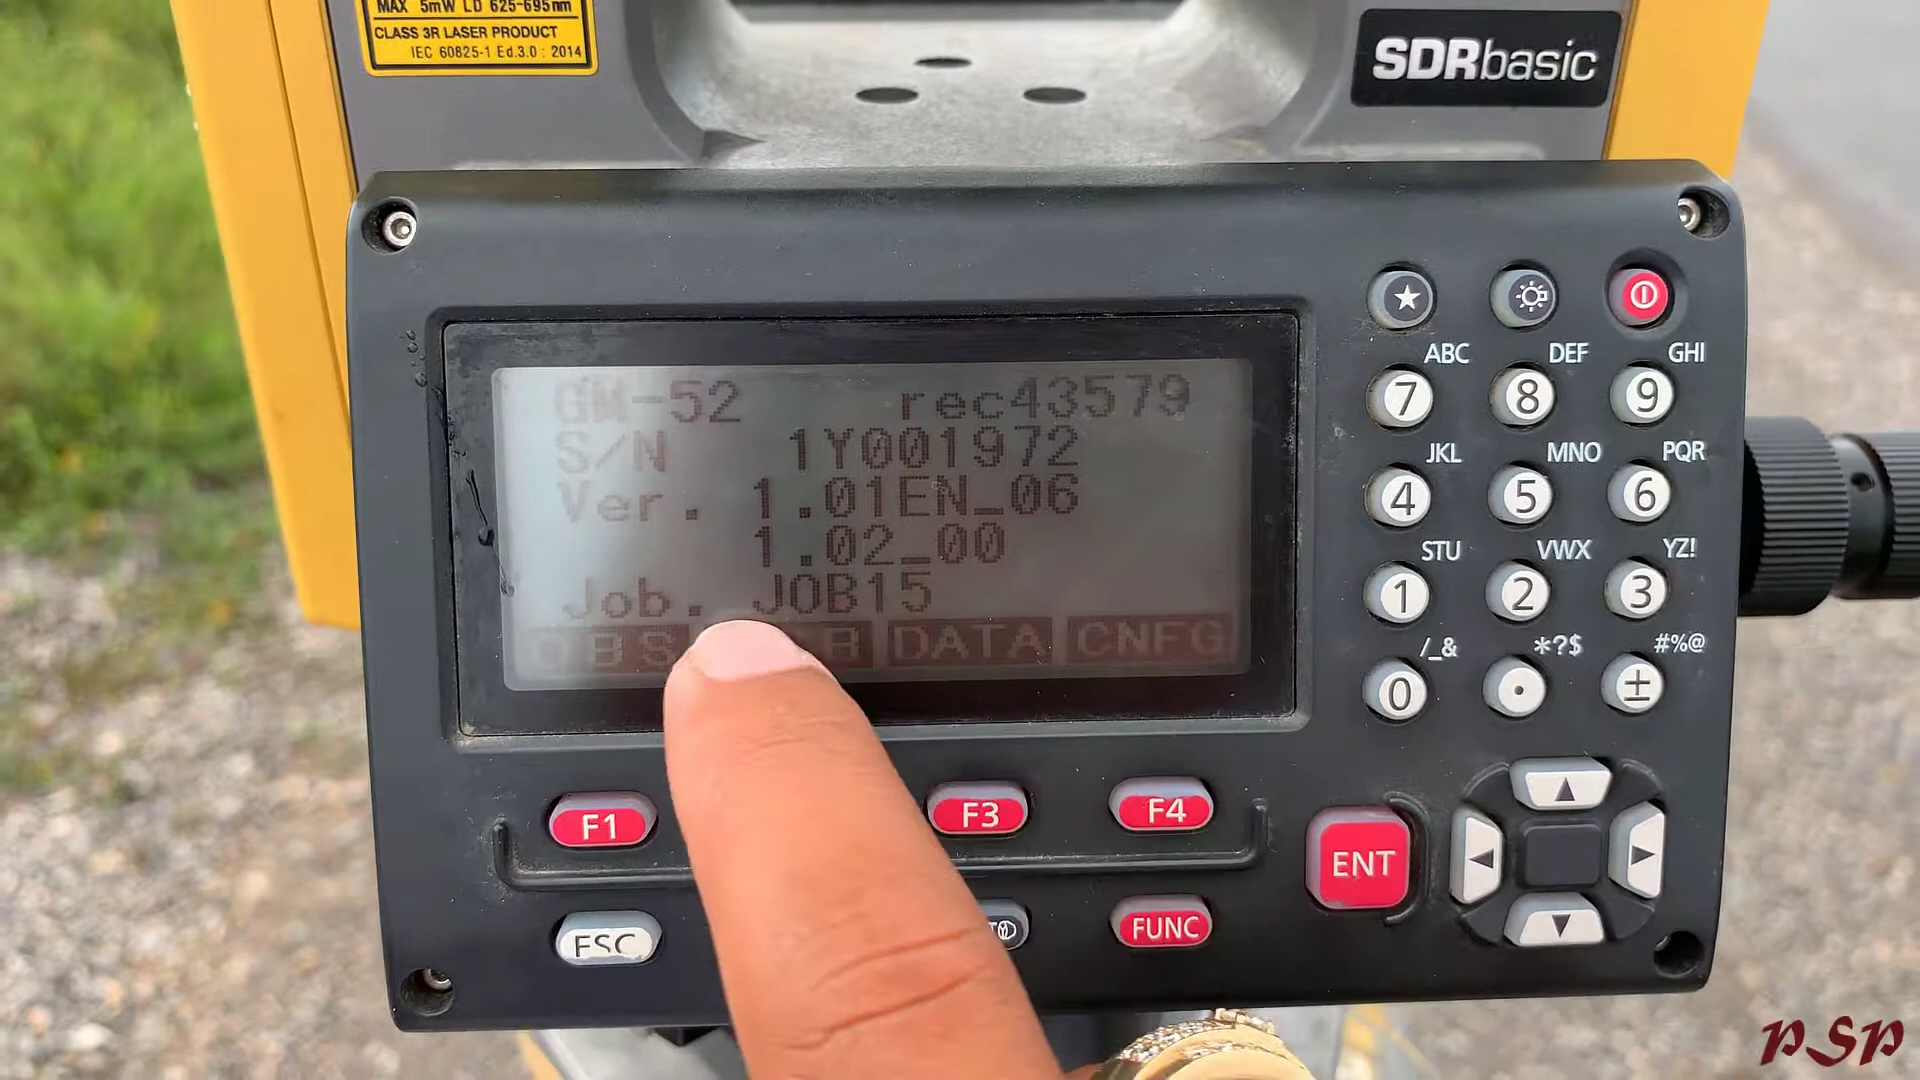 MAX 5mW LD 625-695nm
CLASS 3R LASER PRODUCT
IEC 60825-1 Ed.3.0 : 2014
SDRbasic
GM-52 rec43579
S/N 1Y001972
Ver. 1.01EN_06
1.02_00
Job. JOB15
OBS DATA CNFG
ABC DEF GHI
7 8 9
JKL MNO PQR
4 5 6
STU VWX YZ!
1 2 3
/_& *?$ #%@
0 . ±
F1 F3 F4
ENT
ESC FUNC
PSP